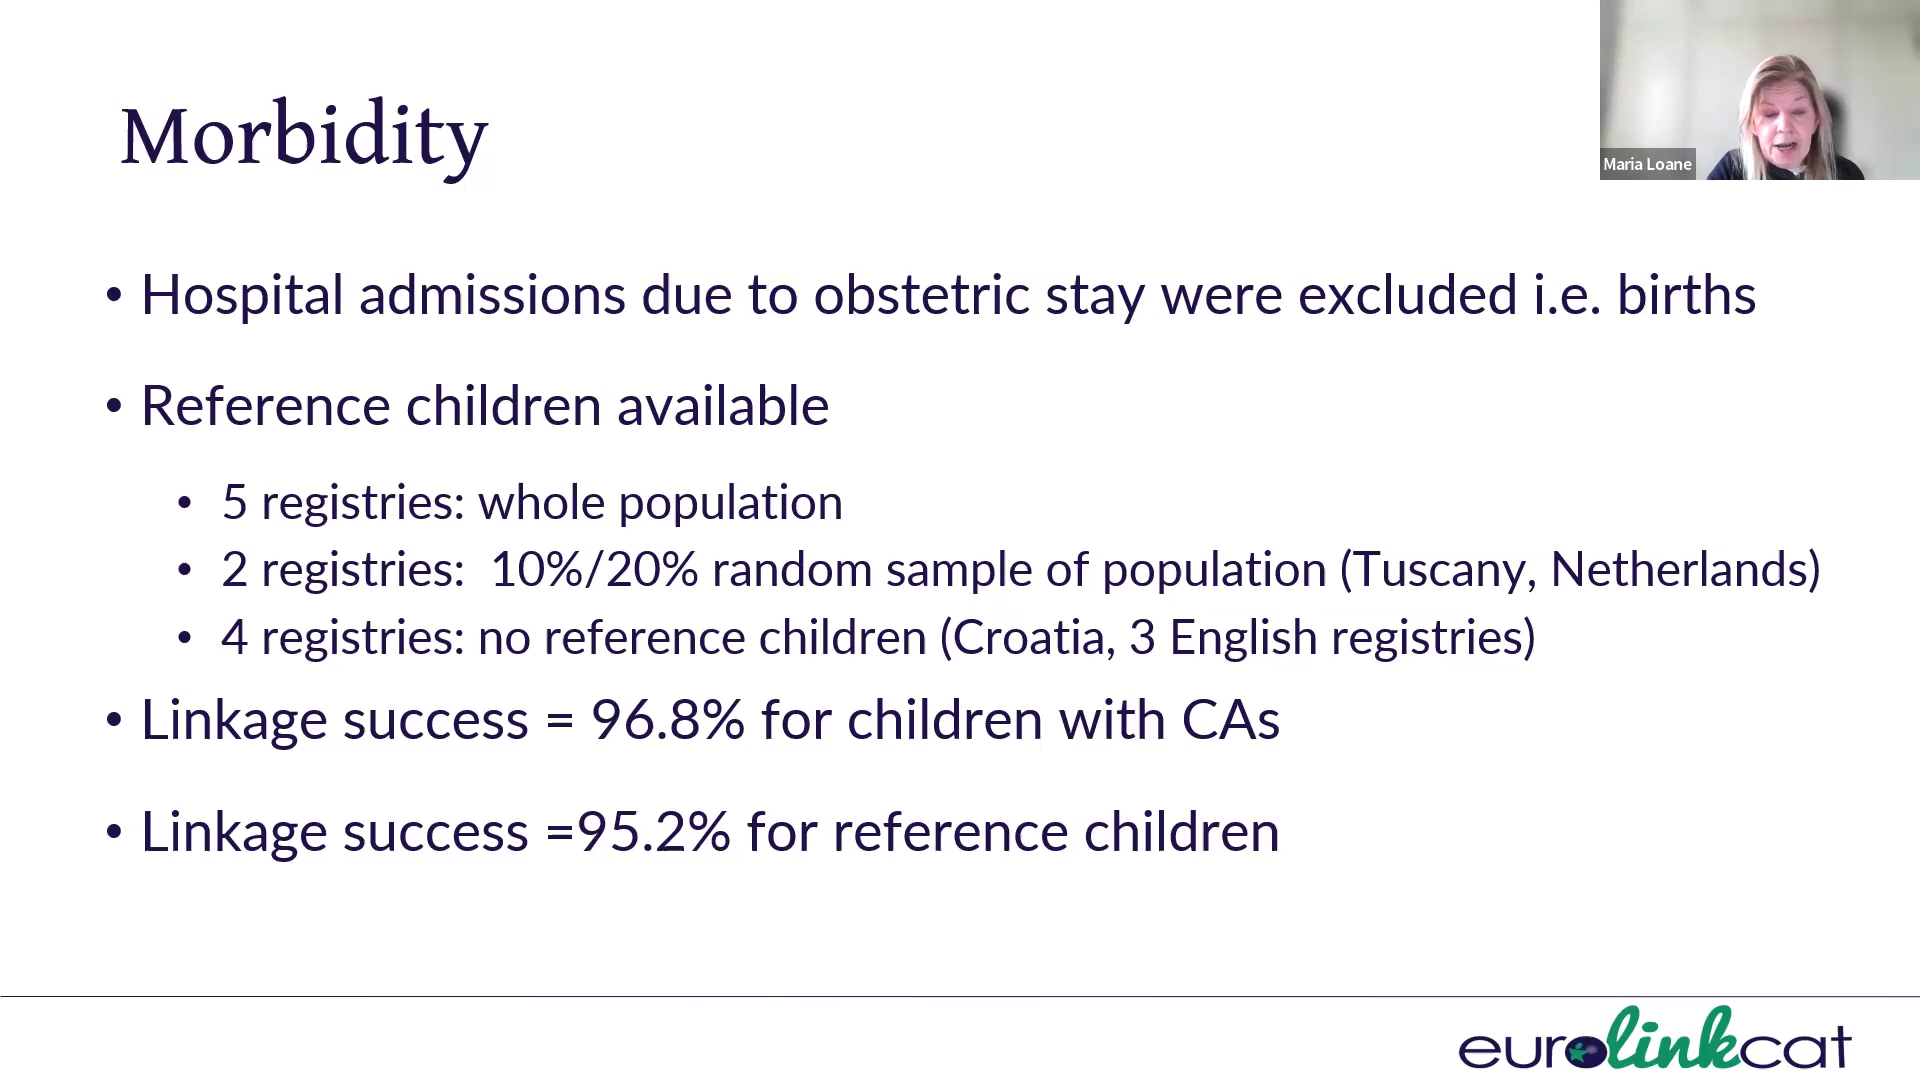 Morbidity
Maria Loane
• Hospital admissions due to obstetric stay were excluded i.e. births
• Reference children available
• 5 registries: whole population
• 2 registries: 10%/20% random sample of population (Tuscany, Netherlands)
• 4 registries: no reference children (Croatia, 3 English registries)
• Linkage success = 96.8% for children with CAs
• Linkage success =95.2% for reference children
eurolinkcat